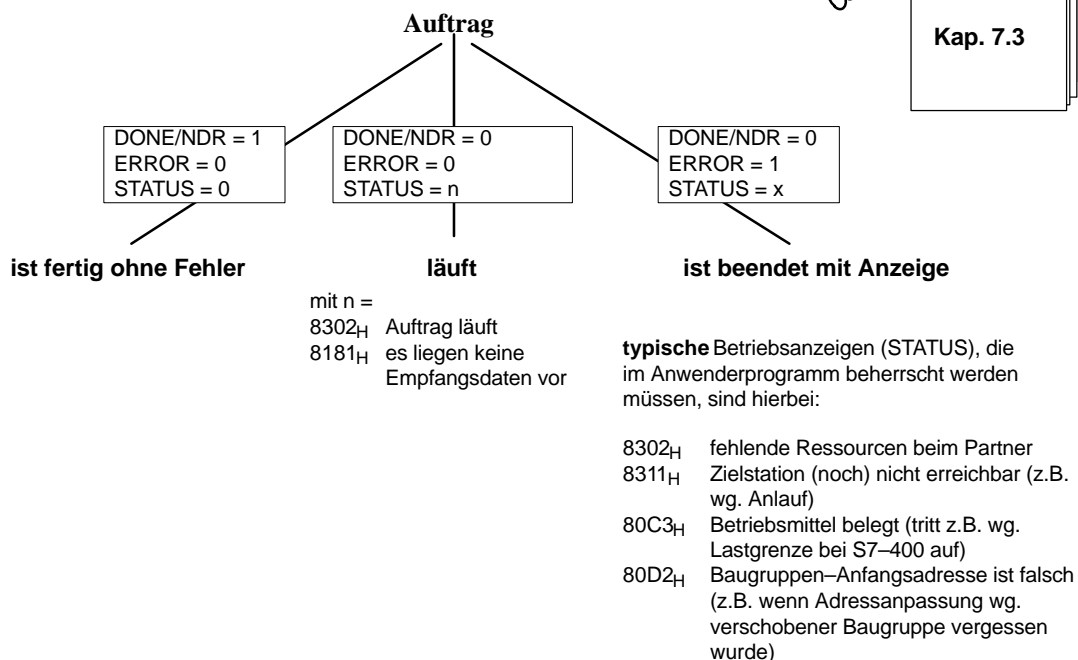 Auftrag
Kap. 7.3
DONE/NDR = 1
ERROR = 0
STATUS = 0
DONE/NDR = 0
ERROR = 0
STATUS = n
DONE/NDR = 0
ERROR = 1
STATUS = x
ist fertig ohne Fehler
läuft
ist beendet mit Anzeige
mit n =
8302H Auftrag läuft
8181H es liegen keine
Empfangsdaten vor
typische Betriebsanzeigen (STATUS), die
im Anwenderprogramm beherrscht werden
müssen, sind hierbei:
8302H fehlende Ressourcen beim Partner
8311H Zielstation (noch) nicht erreichbar (z.B.
wg. Anlauf)
80C3H Betriebsmittel belegt (tritt z.B. wg.
Lastgrenze bei S7–400 auf)
80D2H Baugruppen–Anfangsadresse ist falsch
(z.B. wenn Adressanpassung wg.
verschobener Baugruppe vergessen
wurde)